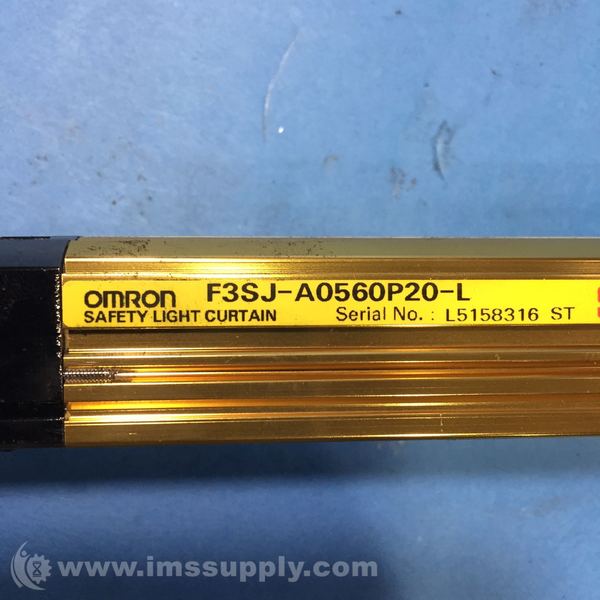 OMRON F3SJ-A0560P20-L
SAFETY LIGHT CURTAIN Serial No. : L5158316 ST
www.imssupply.com